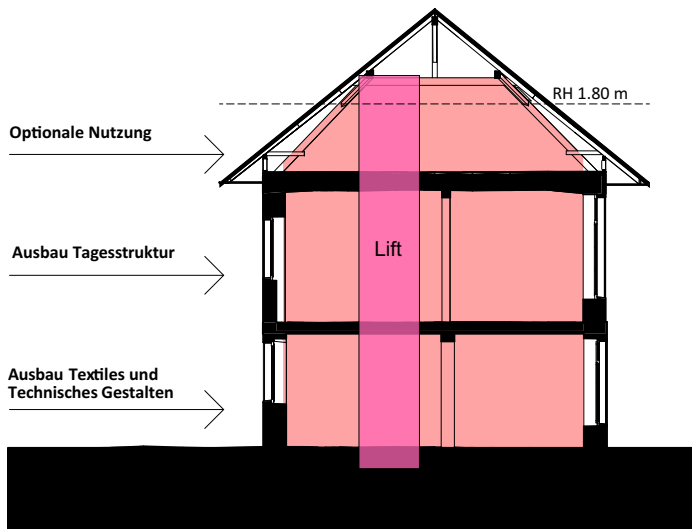 RH 1.80 m
Optionale Nutzung
Lift
Ausbau Tagesstruktur
Ausbau Textiles und
Technisches Gestalten